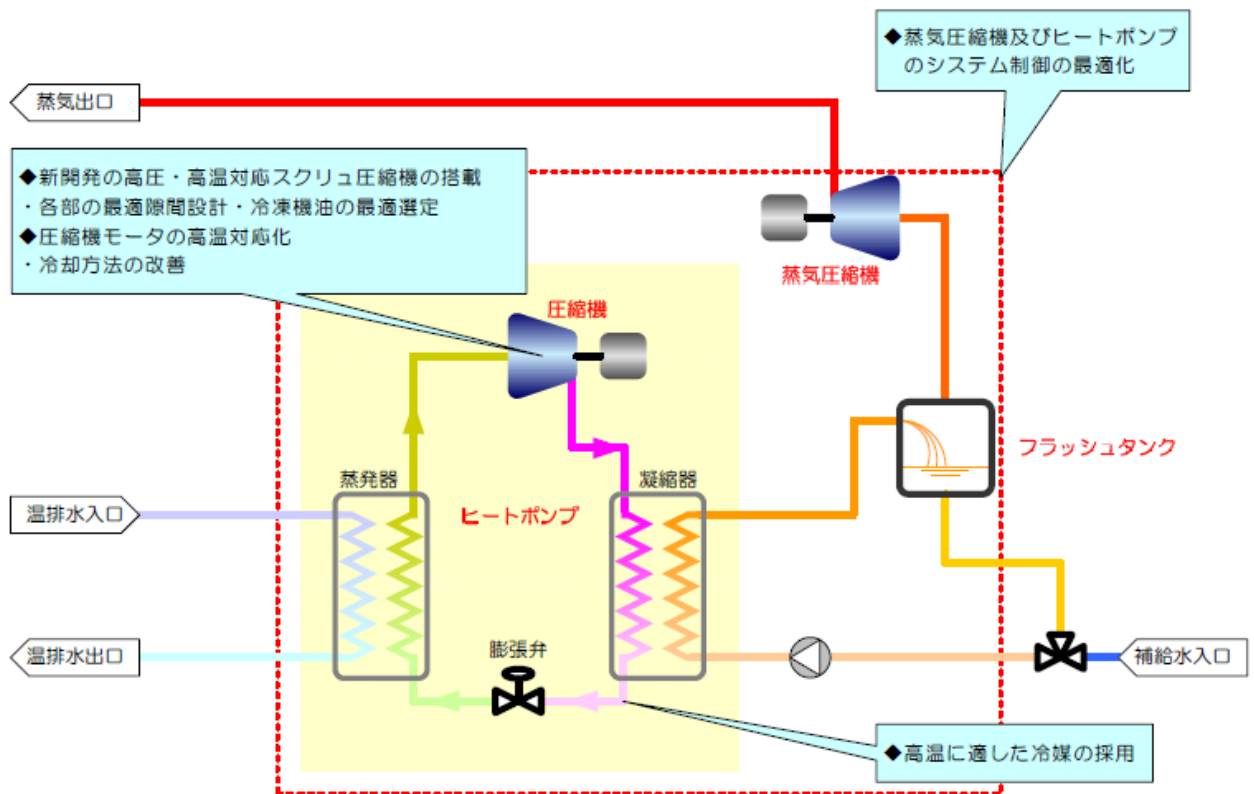 ◆蒸気圧縮機及びヒートポンプ
のシステム制御の最適化
蒸気出口
◆新開発の高圧・高温対応スクリュ圧縮機の搭載
・各部の最適隙間設計・冷凍機油の最適選定
◆圧縮機モータの高温対応化
・冷却方法の改善
蒸気圧縮機
圧縮機
フラッシュタンク
蒸発器
凝縮器
温排水入口
ヒートポンプ
膨張弁
温排水出口
補給水入口
◆高温に適した冷媒の採用